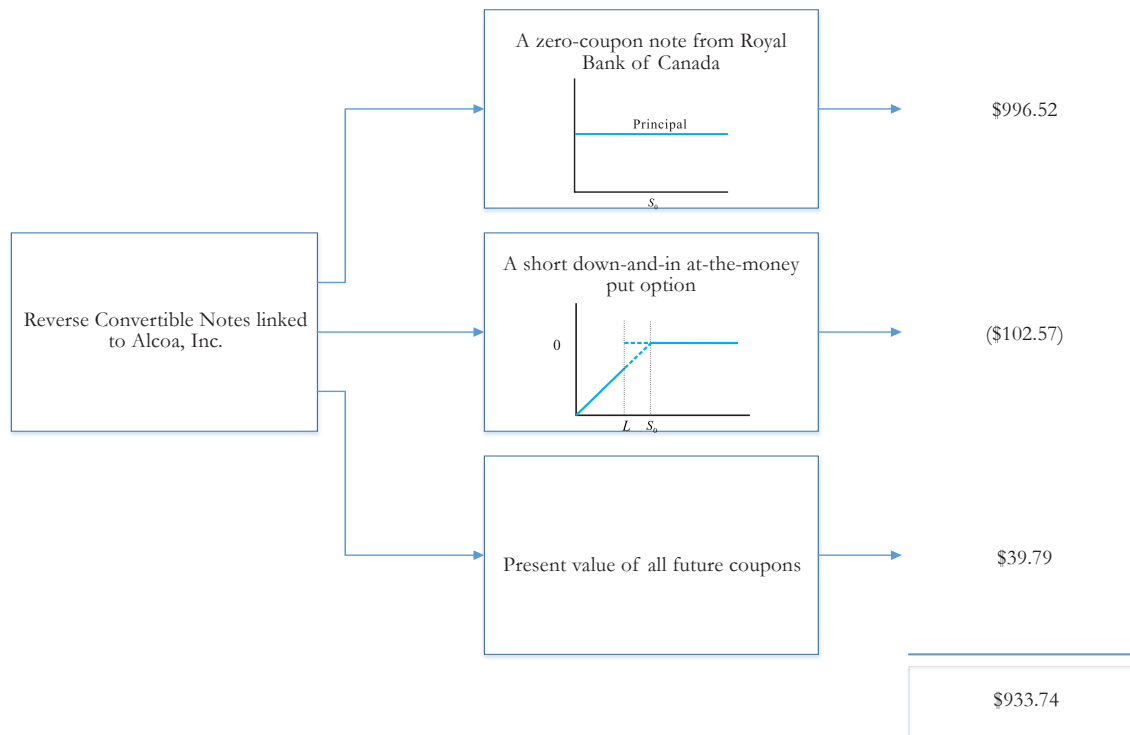 A zero-coupon note from Royal
Bank of Canada
Principal
S₀
$996.52
Reverse Convertible Notes linked
to Alcoa, Inc.
A short down-and-in at-the-money
put option
0
L S₀
($102.57)
Present value of all future coupons
$39.79
$933.74